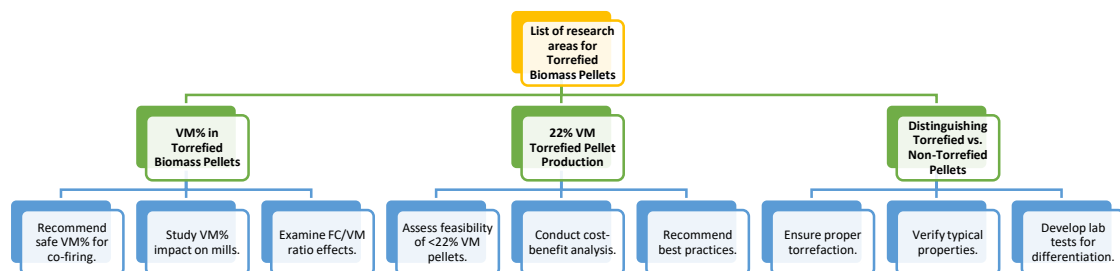 List of research
areas for
Torrefied
Biomass Pellets
VM% in
Torrefied
Biomass Pellets
22% VM
Torrefied Pellet
Production
Distinguishing
Torrefied vs.
Non-Torrefied
Pellets
Recommend
safe VM% for
co-firing.
Study VM%
impact on mills.
Examine FC/VM
ratio effects.
Assess feasibility
of <22% VM
pellets.
Conduct cost-
benefit analysis.
Recommend
best practices.
Ensure proper
torrefaction.
Verify typical
properties.
Develop lab
tests for
differentiation.